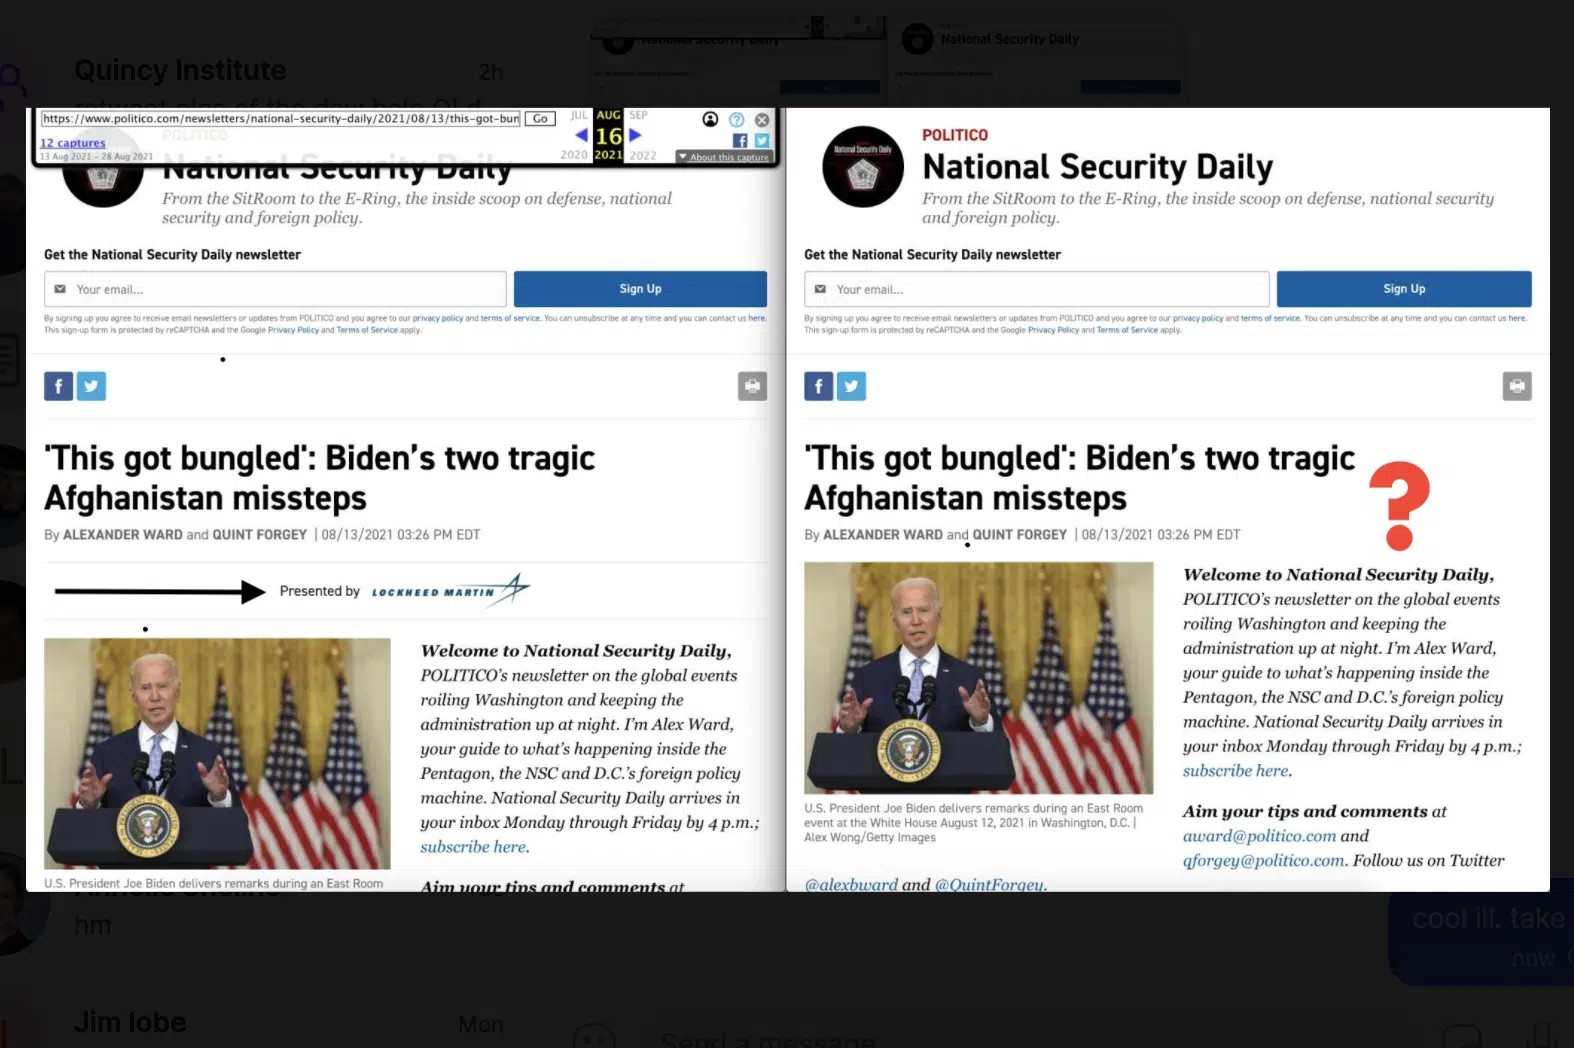 Quincy Institute
2h
National Security Daily
POLITICO
National Security Daily
https://www.politico.com/newsletters/national-security-daily/2021/08/13/this-got-bun
Go
JUL AUG SEP
12 captures
16
13 Aug 2021 – 28 Aug 2021
2020 2021 2022
About this capture
POLITICO
National Security Daily
From the SitRoom to the E-Ring, the inside scoop on defense, national
security and foreign policy.
Get the National Security Daily newsletter
Your email...
Sign Up
By signing up you agree to receive email newsletters or updates from POLITICO and you agree to our privacy policy and terms of service. You can unsubscribe at any time and you can contact us here.
This sign-up form is protected by reCAPTCHA and the Google Privacy Policy and Terms of Service apply.
'This got bungled': Biden’s two tragic
Afghanistan missteps
By ALEXANDER WARD and QUINT FORGEY | 08/13/2021 03:26 PM EDT
Presented by LOCKHEED MARTIN
Welcome to National Security Daily,
POLITICO’s newsletter on the global events
roiling Washington and keeping the
administration up at night. I’m Alex Ward,
your guide to what’s happening inside the
Pentagon, the NSC and D.C.’s foreign policy
machine. National Security Daily arrives in
your inbox Monday through Friday by 4 p.m.;
subscribe here.
U.S. President Joe Biden delivers remarks during an East Room
Aim your tips and comments at
National Security Daily
POLITICO
National Security Daily
From the SitRoom to the E-Ring, the inside scoop on defense, national security
and foreign policy.
Get the National Security Daily newsletter
Your email...
Sign Up
By signing up you agree to receive email newsletters or updates from POLITICO and you agree to our privacy policy and terms of service. You can unsubscribe at any time and you can contact us here.
This sign-up form is protected by reCAPTCHA and the Google Privacy Policy and Terms of Service apply.
'This got bungled': Biden’s two tragic
Afghanistan missteps
?
By ALEXANDER WARD and QUINT FORGEY | 08/13/2021 03:26 PM EDT
Welcome to National Security Daily,
POLITICO’s newsletter on the global events
roiling Washington and keeping the
administration up at night. I’m Alex Ward,
your guide to what’s happening inside the
Pentagon, the NSC and D.C.’s foreign policy
machine. National Security Daily arrives in
your inbox Monday through Friday by 4 p.m.;
subscribe here.
U.S. President Joe Biden delivers remarks during an East Room
event at the White House August 12, 2021 in Washington, D.C. |
Alex Wong/Getty Images
Aim your tips and comments at
award@politico.com and
qforgey@politico.com. Follow us on Twitter
@alexbward and @QuintForgey.
hm
cool ill. take
now
Jim lobe
Mon
Send a message